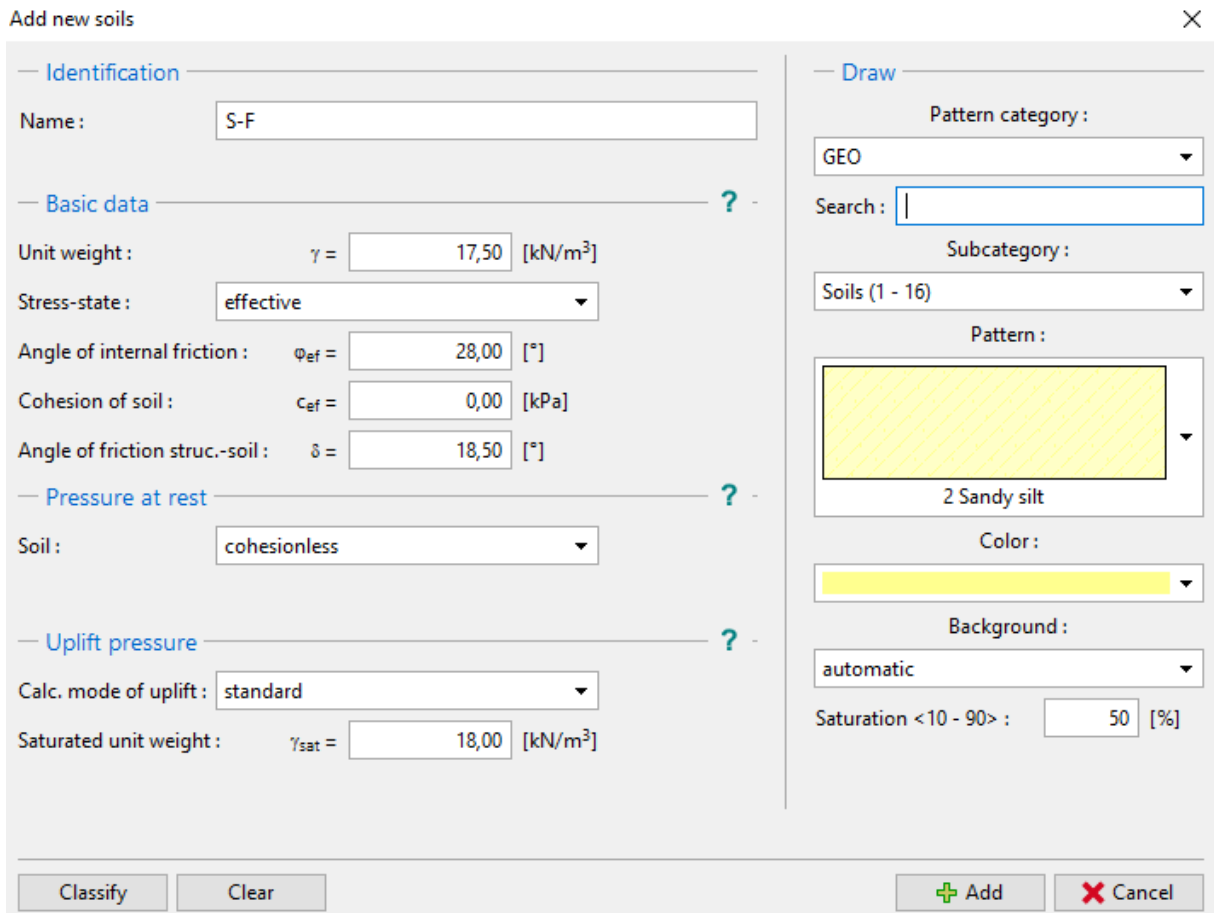 Add new soils
Identification
Name :
S-F
Basic data
?
Unit weight :
γ =
17,50
[kN/m³]
Stress-state :
effective
Angle of internal friction :
φef =
28,00
[°]
Cohesion of soil :
cef =
0,00
[kPa]
Angle of friction struc.-soil :
δ =
18,50
[°]
Pressure at rest
?
Soil :
cohesionless
Uplift pressure
?
Calc. mode of uplift :
standard
Saturated unit weight :
γsat =
18,00
[kN/m³]
Draw
Pattern category :
GEO
Search :
Subcategory :
Soils (1 - 16)
Pattern :
2 Sandy silt
Color :
Background :
automatic
Saturation <10 - 90> :
50
[%]
Classify
Clear
Add
Cancel